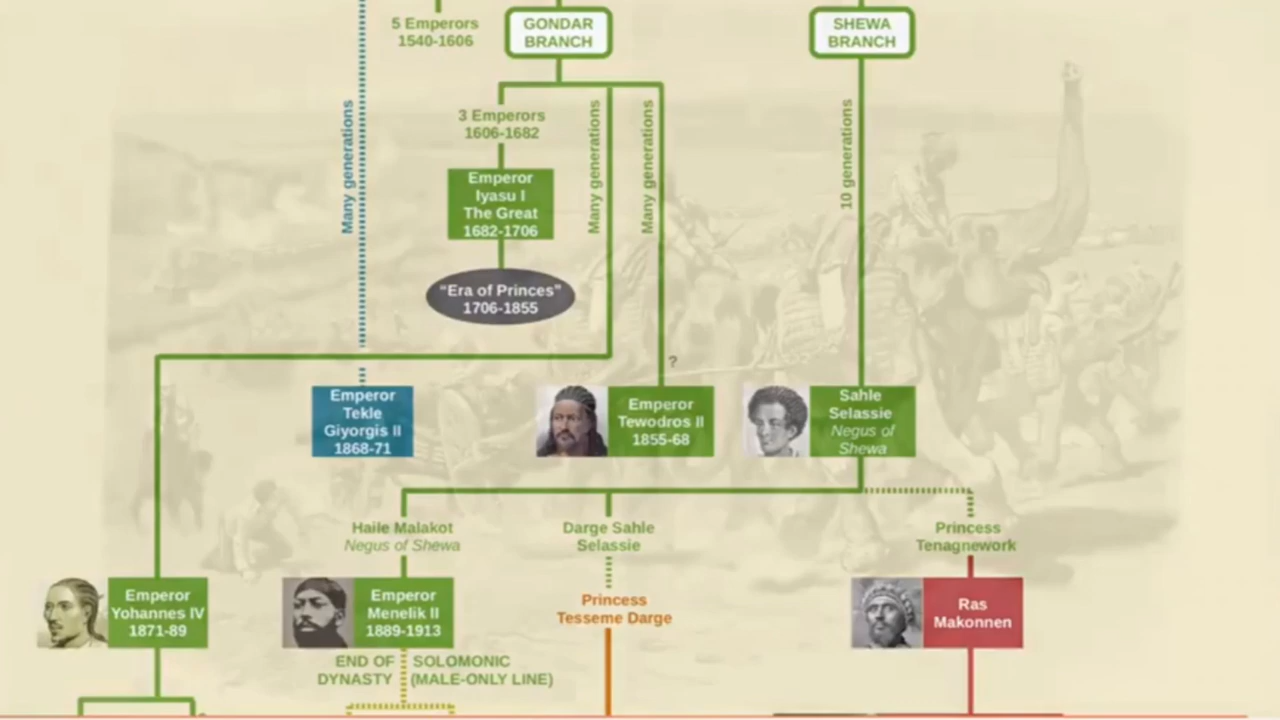 5 Emperors
1540-1606
GONDAR
BRANCH
SHEWA
BRANCH
Many generations
3 Emperors
1606-1682
Many generations
Many generations
10 generations
Emperor
Iyasu I
The Great
1682-1706
“Era of Princes”
1706-1855
?
Emperor
Tekle
Giyorgis II
1868-71
Emperor
Tewodros II
1855-68
Sahle
Selassie
Negus of
Shewa
Haile Malakot
Negus of Shewa
Darge Sahle
Selassie
Princess
Tenagnework
Emperor
Yohannes IV
1871-89
Emperor
Menelik II
1889-1913
Princess
Tesseme Darge
Ras
Makonnen
END OF SOLOMONIC
DYNASTY (MALE-ONLY LINE)